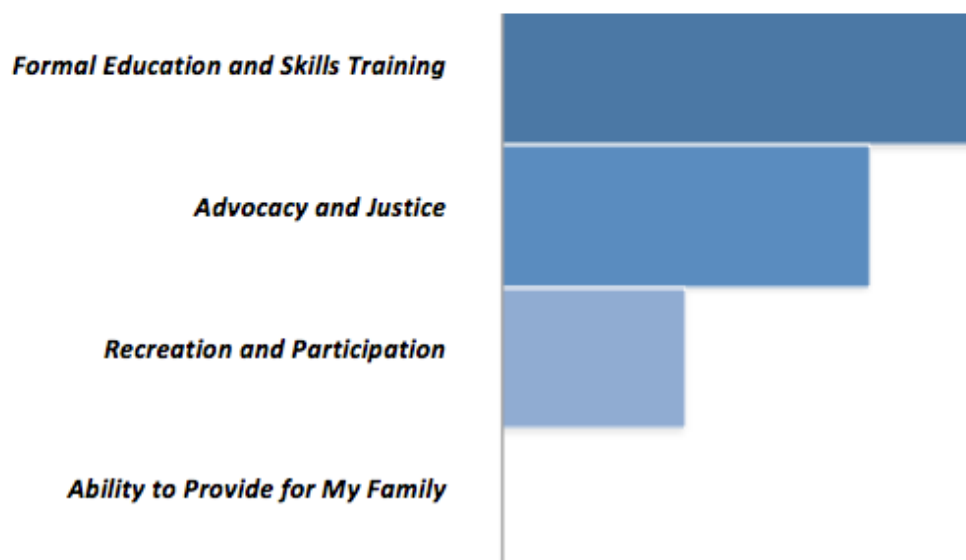 Formal Education and Skills Training
Advocacy and Justice
Recreation and Participation
Ability to Provide for My Family